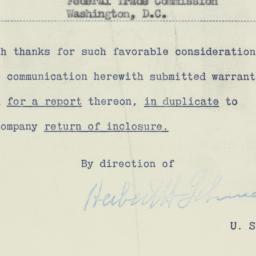 Federal Trade Commission
Washington, D.C.
h thanks for such favorable consideration
communication herewith submitted warrant
for a report thereon, in duplicate to
company return of inclosure.
By direction of
U. S